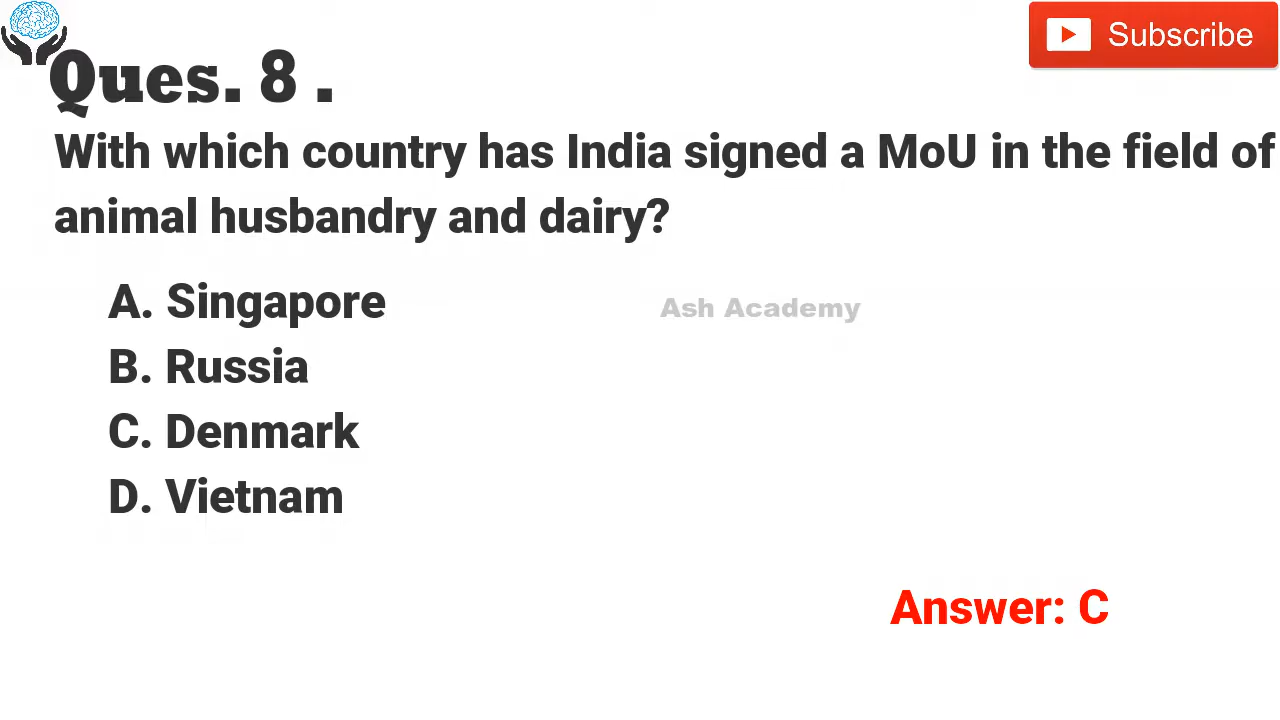 Subscribe
Ques. 8 .
With which country has India signed a MoU in the field of
animal husbandry and dairy?
A. Singapore
Ash Academy
B. Russia
C. Denmark
D. Vietnam
Answer: C